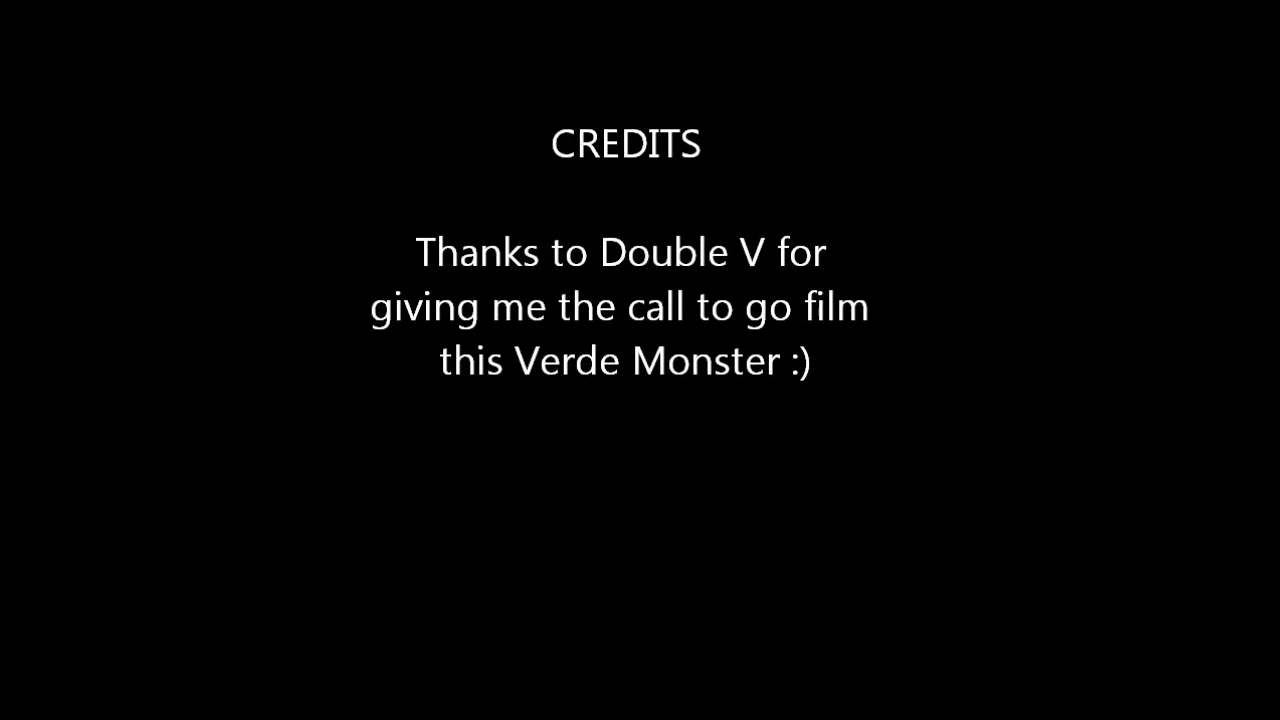 CREDITS
Thanks to Double V for
giving me the call to go film
this Verde Monster :)